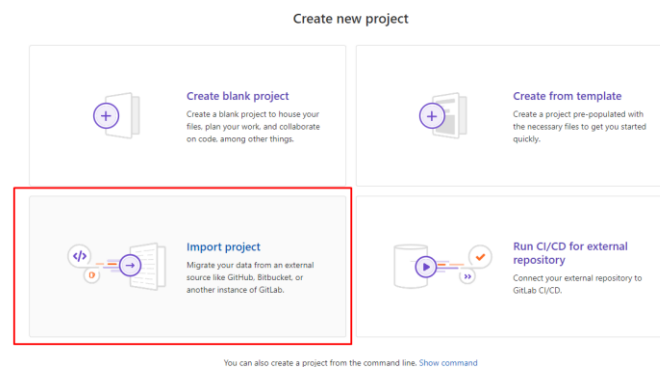 Create new project
Create blank project
Create a blank project to house your
files, plan your work, and collaborate
on code, among other things.
Create from template
Create a project pre-populated with
the necessary files to get you started
quickly.
Import project
Migrate your data from an external
source like GitHub, Bitbucket, or
another instance of GitLab.
Run CI/CD for external
repository
Connect your external repository to
GitLab CI/CD.
You can also create a project from the command line. Show command